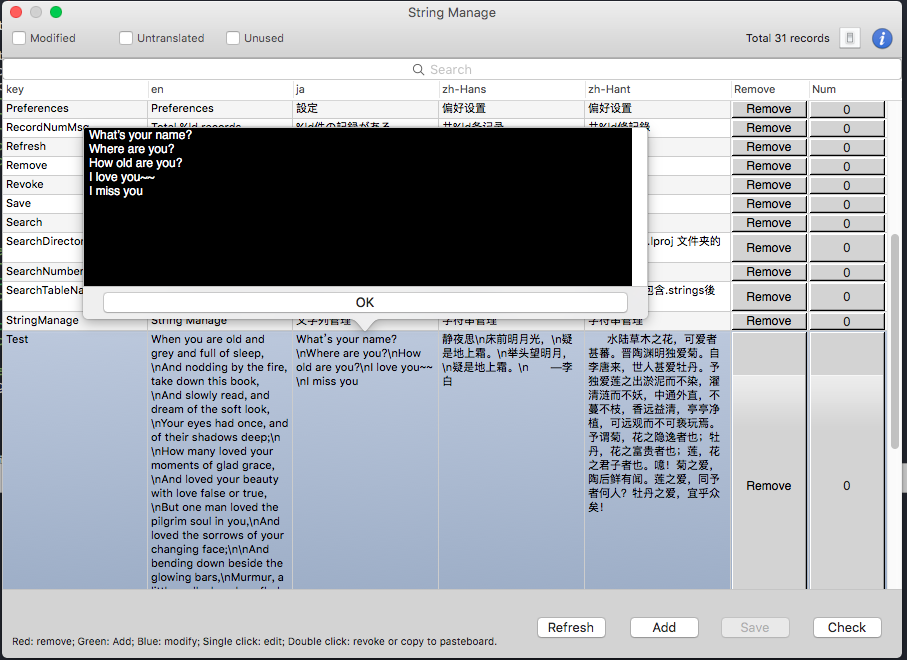 String Manage
Modified
Untranslated
Unused
Total 31 records
Search
key en ja zh-Hans zh-Hant Remove Num
Preferences Preferences 設定 偏好设置 偏好設置 Remove 0
RecordNumMsg Total %ld records %ld件の記録がある 共%ld条记录 共%ld條記錄 Remove 0
Refresh Remove 0
Remove Remove 0
Revoke Remove 0
Save Remove 0
Search Remove 0
SearchDirector .lproj 文件夹的 Remove 0
SearchNumber Remove 0
SearchTableNa 包含.strings後 Remove 0
StringManage String Manage 文字列管理 字符串管理 字符串管理 Remove 0
What's your name?
Where are you?
How old are you?
I love you~~
I miss you
OK
Test
When you are old and
grey and full of sleep,
\nAnd nodding by the fire,
take down this book,
\nAnd slowly read, and
dream of the soft look,
\nYour eyes had once, and
of their shadows deep;\n
\nHow many loved your
moments of glad grace,
\nAnd loved your beauty
with love false or true,
\nBut one man loved the
pilgrim soul in you,\nAnd
loved the sorrows of your
changing face;\n\nAnd
bending down beside the
glowing bars,\nMurmur, a
What's your name?
\nWhere are you?\nHow
old are you?\nI love you~~
\nI miss you
静夜思\n床前明月光，\n疑
是地上霜。\n举头望明月，
\n疑是地上霜。\n —李
白
水陆草木之花，可爱者
甚蕃。晋陶渊明独爱菊。自
李唐来，世人甚爱牡丹。予
独爱莲之出淤泥而不染，濯
清涟而不妖，中通外直，不
蔓不枝，香远益清，亭亭净
植，可远观而不可亵玩焉。
予谓菊，花之隐逸者也；牡
丹，花之富贵者也；莲，花
之君子者也。噫！菊之爱，
陶后鲜有闻。莲之爱，同予
者何人？牡丹之爱，宜乎众
矣！
Remove
0
Refresh
Add
Save
Check
Red: remove; Green: Add; Blue: modify; Single click: edit; Double click: revoke or copy to pasteboard.